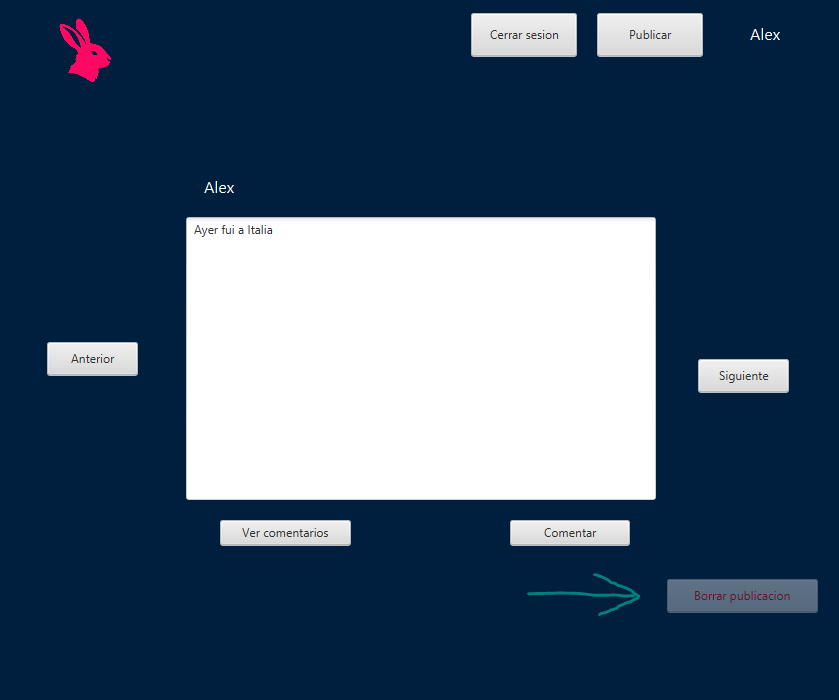 Cerrar sesion
Publicar
Alex
Alex
Ayer fui a Italia
Anterior
Siguiente
Ver comentarios
Comentar
Borrar publicacion